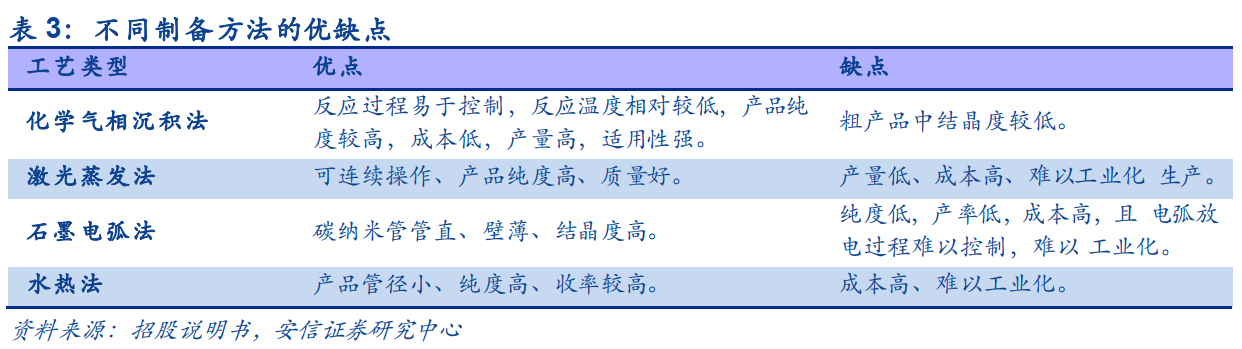 表 3：不同制备方法的优缺点
工艺类型 优点 缺点
化学气相沉积法 反应过程易于控制，反应温度相对较低，产品纯
度较高，成本低，产量高，适用性强。 粗产品中结晶度较低。
激光蒸发法 可连续操作、产品纯度高、质量好。 产量低、成本高、难以工业化 生产。
石墨电弧法 碳纳米管管直、壁薄、结晶度高。 纯度低，产率低，成本高，且 电弧放
电过程难以控制，难以 工业化。
水热法 产品管径小、纯度高、收率较高。 成本高、难以工业化。
资料来源：招股说明书，安信证券研究中心